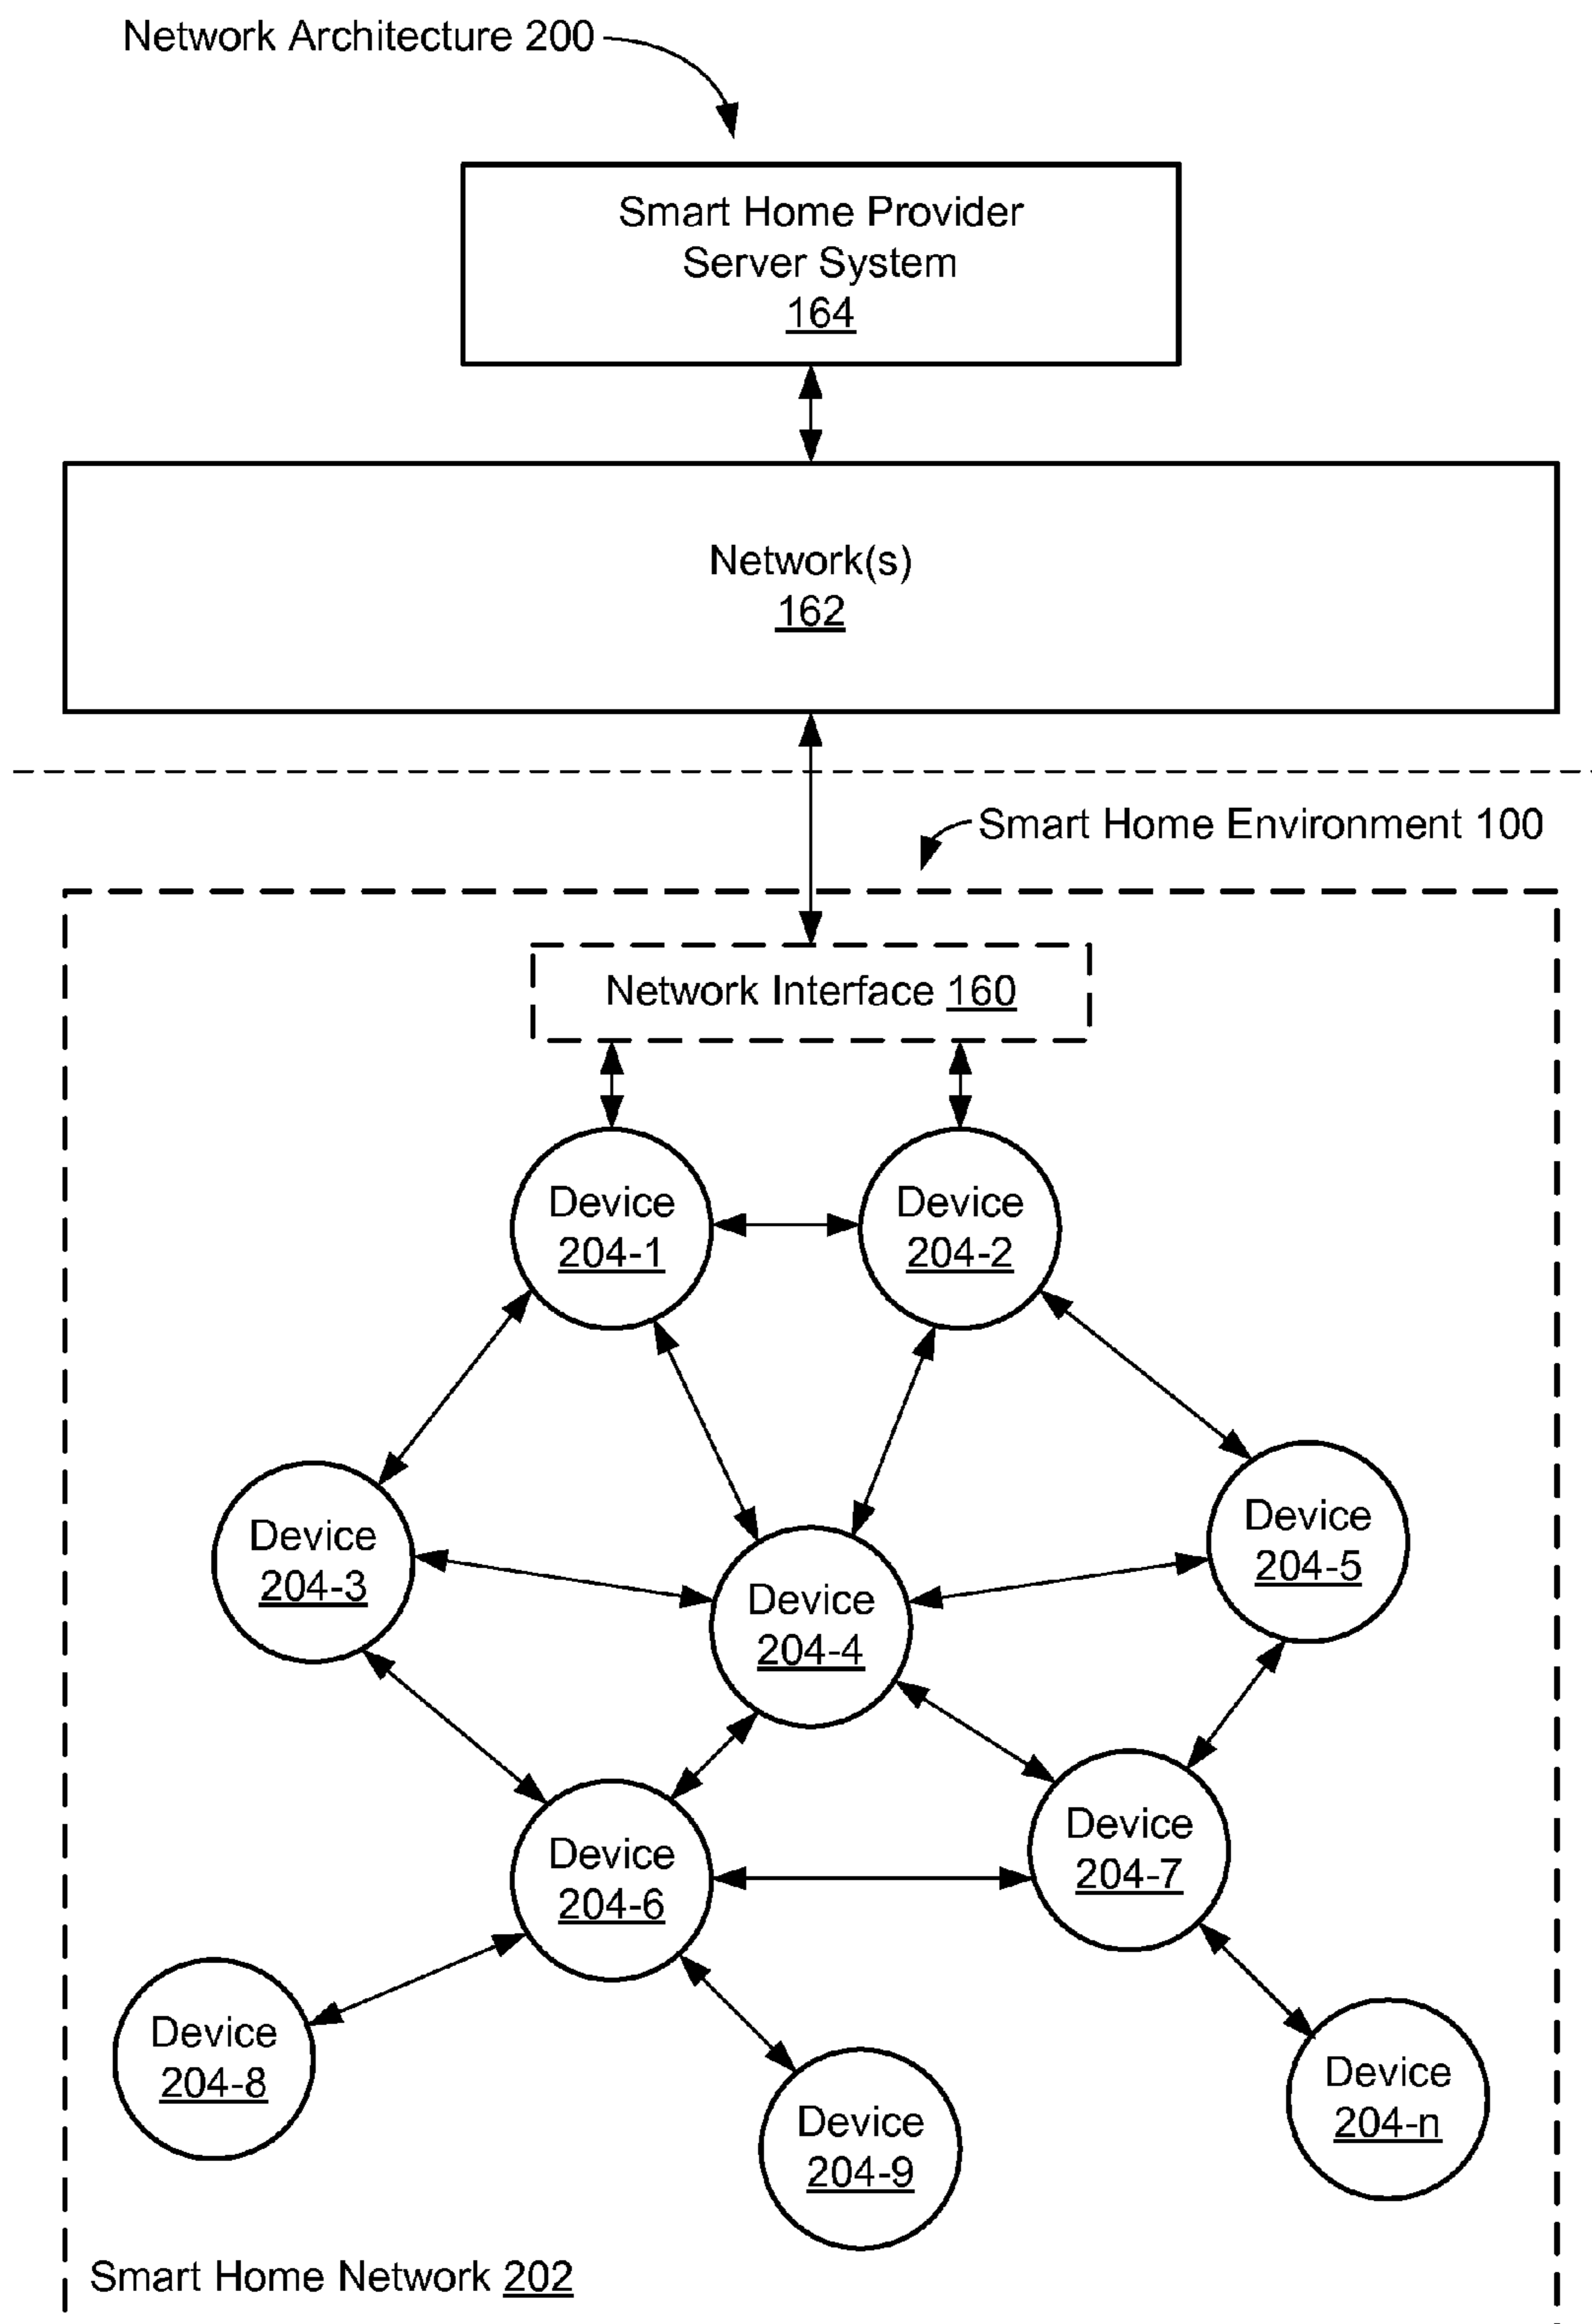 Network Architecture 200
Smart Home Provider
Server System
164
Network(s)
162
Smart Home Environment 100
Network Interface 160
Device
204-1
Device
204-2
Device
204-3
Device
204-4
Device
204-5
Device
204-6
Device
204-7
Device
204-8
Device
204-9
Device
204-n
Smart Home Network 202